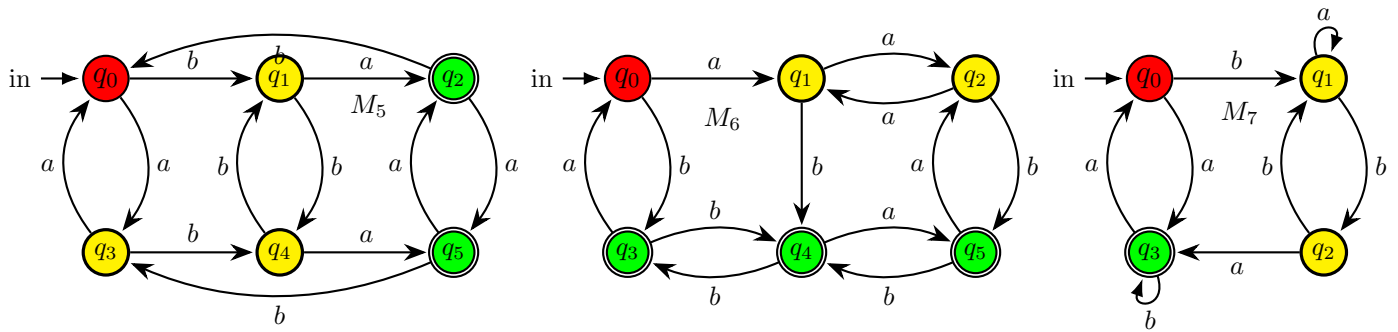 a
b b a a b
in q₀ q₁ q₂ in q₀ q₁ q₂ in q₀ q₁
M₅ M₆ a M₇
a a b b a a a b b a b a a b b
b a b a
q₃ q₄ q₅ q₃ q₄ q₅ q₃ a q₂
b b b b